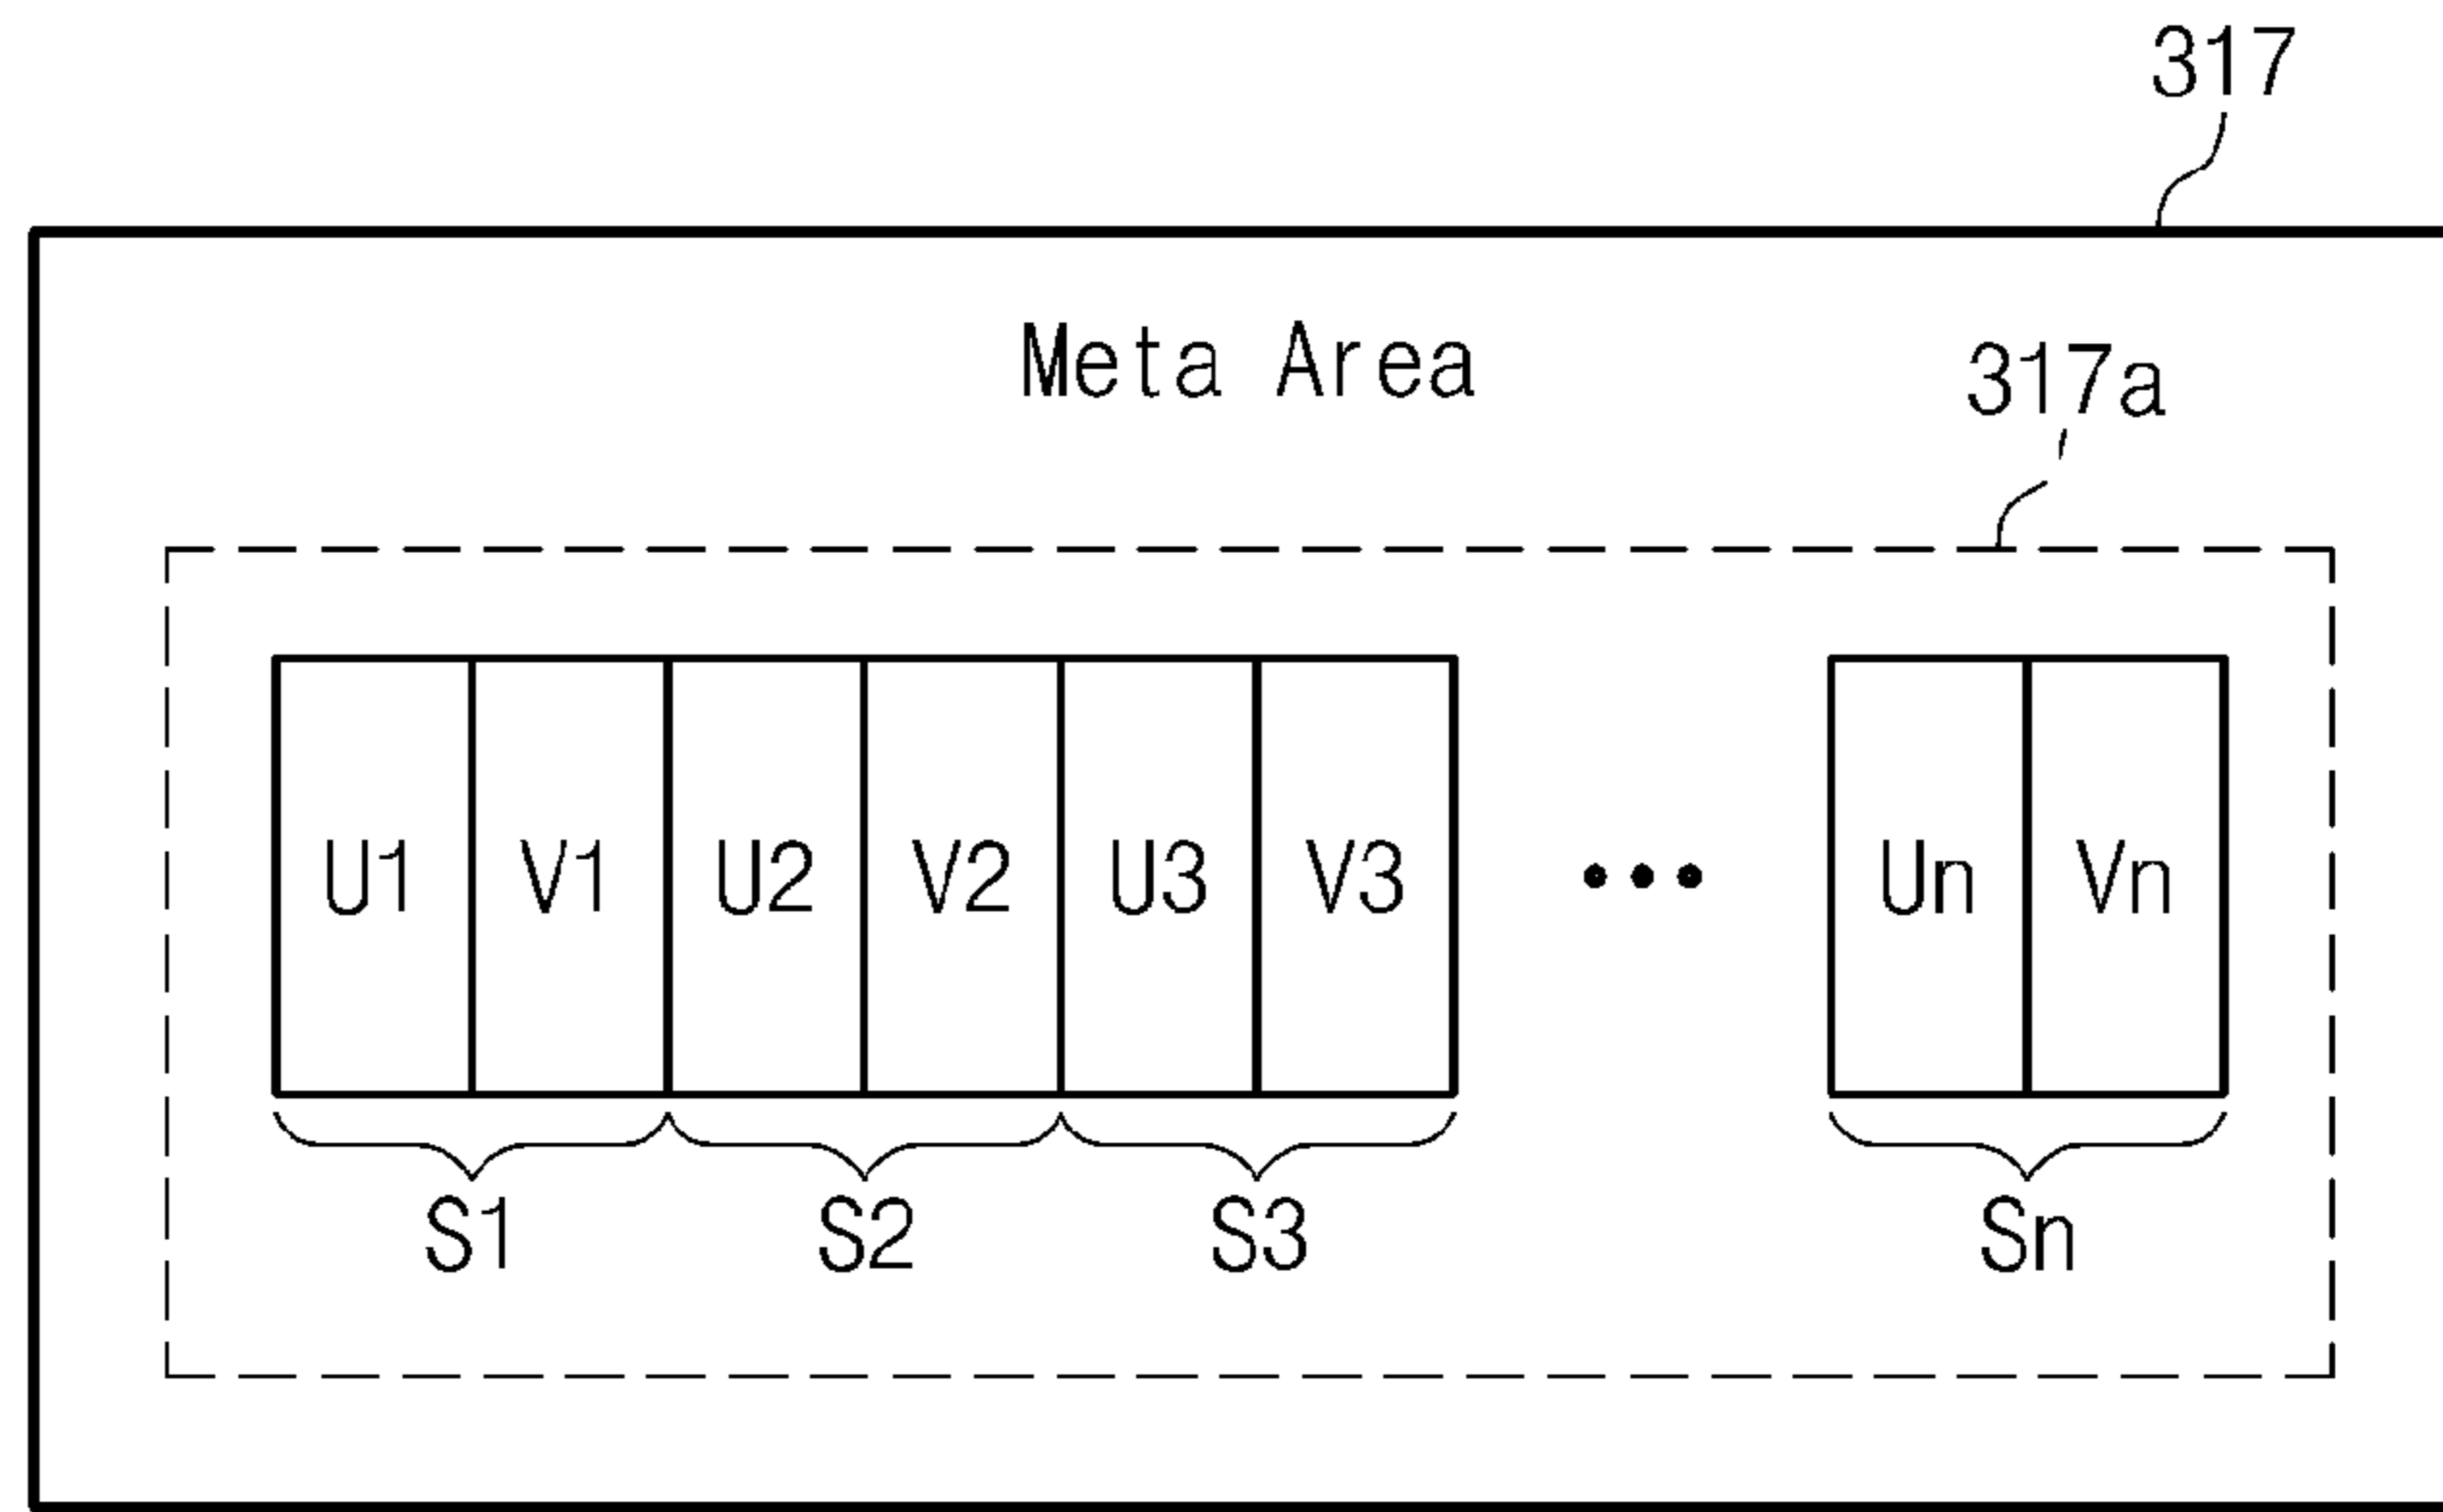 317
Meta Area
317a
U1 V1 U2 V2 U3 V3 ••• Un Vn
S1 S2 S3 Sn